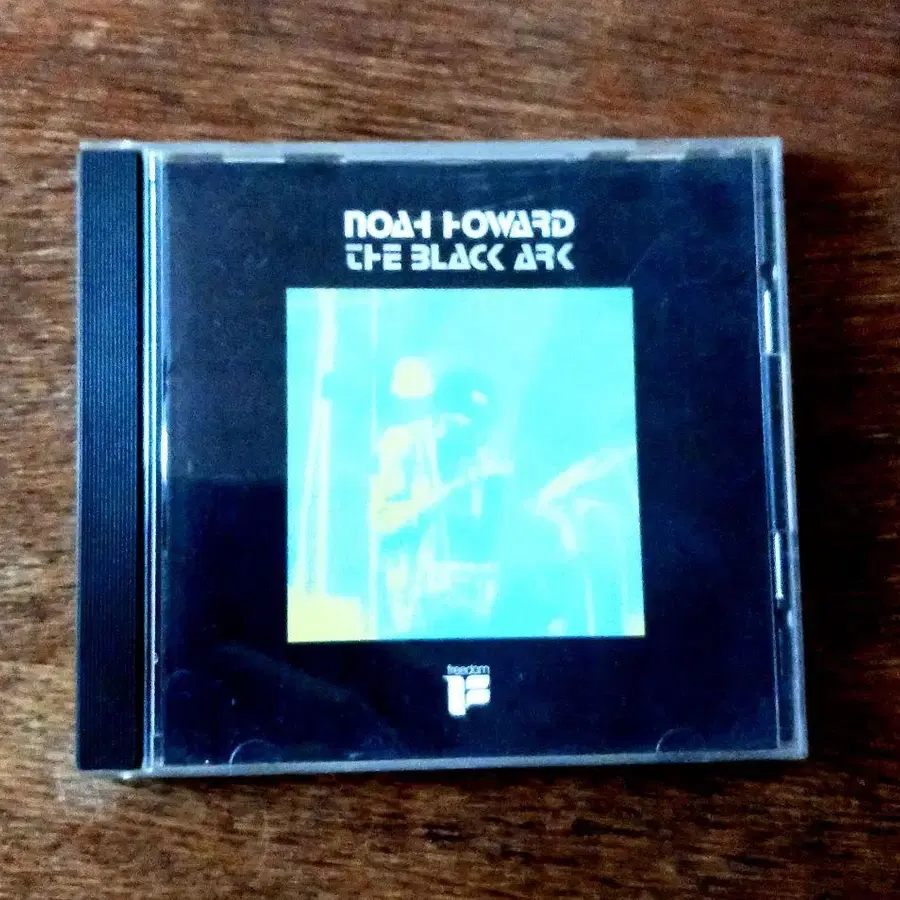 NOAH HOWARD
THE BLACK ARK
freedom
F